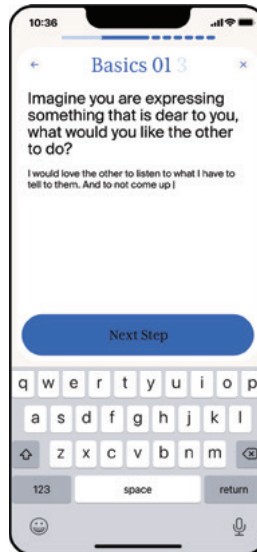 10:36
Basics 01 3
Imagine you are expressing
something that is dear to you,
what would you like the other
to do?
I would love the other to listen to what I have to
tell to them. And to not come up
Next Step
q w e r t y u i o p
a s d f g h j k l
z x c v b n m
123 space return